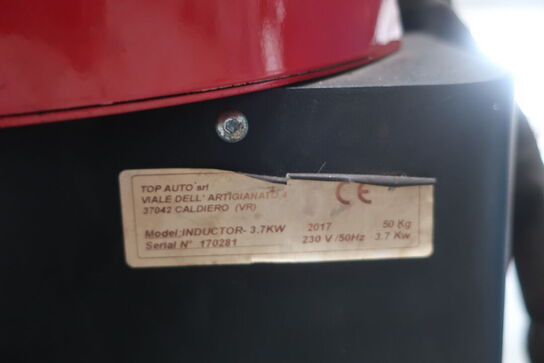 TOP AUTO srl
VIALE DELL' ARTIGIANATO,4
37042 CALDIERO (VR)
CE
Model:INDUCTOR- 3.7KW 2017 50 Kg
Serial N° 170281 230 V /50Hz 3.7 Kw